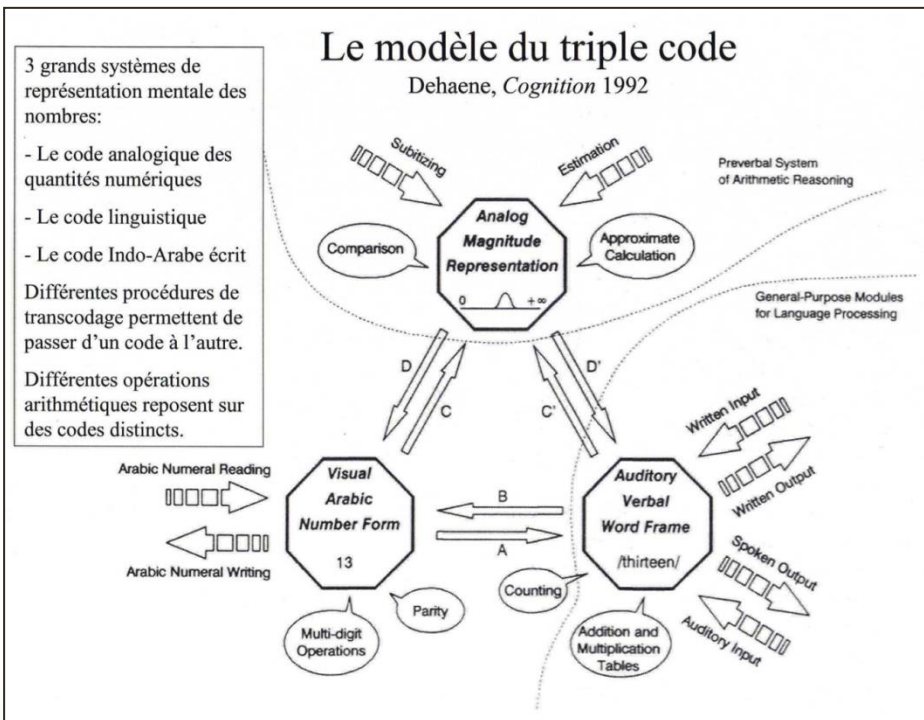 Le modèle du triple code
Dehaene, Cognition 1992
3 grands systèmes de
représentation mentale des
nombres:
- Le code analogique des
quantités numériques
- Le code linguistique
- Le code Indo-Arabe écrit
Différentes procédures de
transcodage permettent de
passer d'un code à l'autre.
Différentes opérations
arithmétiques reposent sur
des codes distincts.
Subitizing
Estimation
Preverbal System
of Arithmetic Reasoning
Analog
Magnitude
Representation
0 +∞
Comparison
Approximate
Calculation
General-Purpose Modules
for Language Processing
D
C
D'
C'
Arabic Numeral Reading
Arabic Numeral Writing
Visual
Arabic
Number Form
13
B
A
Auditory
Verbal
Word Frame
/thirteen/
Written Input
Written Output
Spoken Output
Auditory Input
Counting
Parity
Multi-digit
Operations
Addition and
Multiplication
Tables